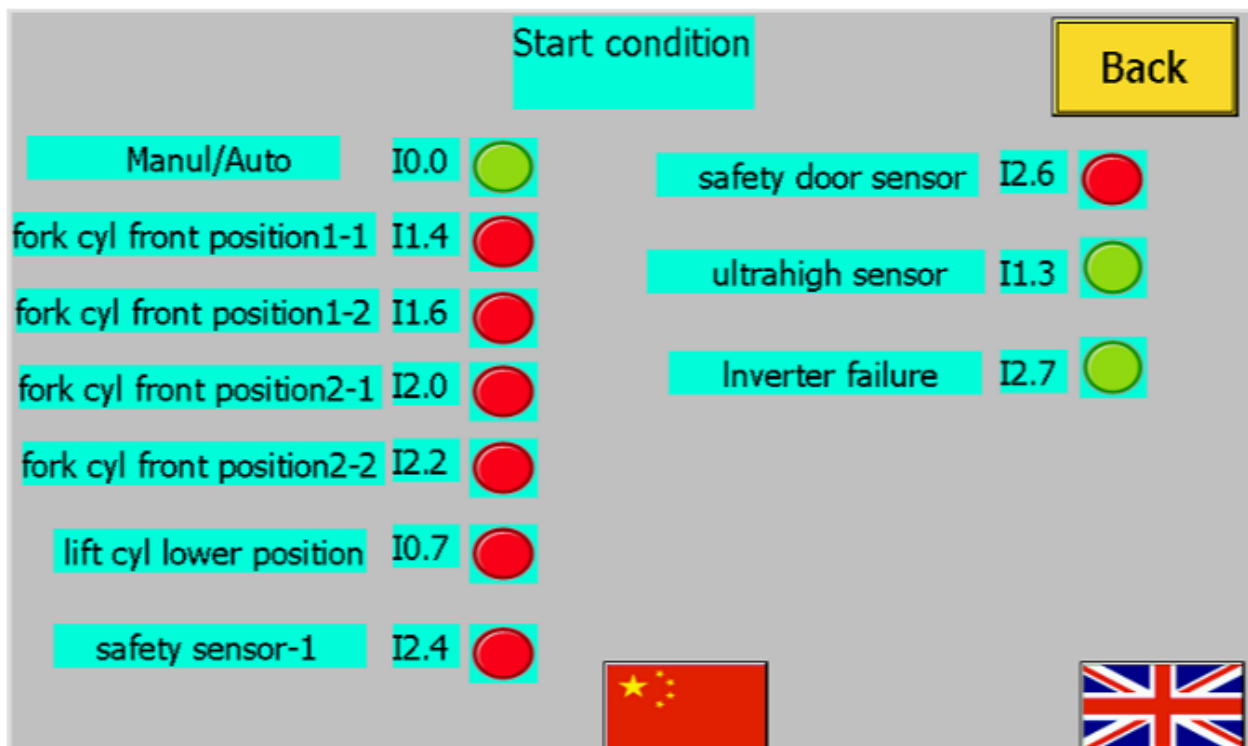 Start condition
Back
Manul/Auto I0.0
fork cyl front position1-1 I1.4
fork cyl front position1-2 I1.6
fork cyl front position2-1 I2.0
fork cyl front position2-2 I2.2
lift cyl lower position I0.7
safety sensor-1 I2.4
safety door sensor I2.6
ultrahigh sensor I1.3
Inverter failure I2.7